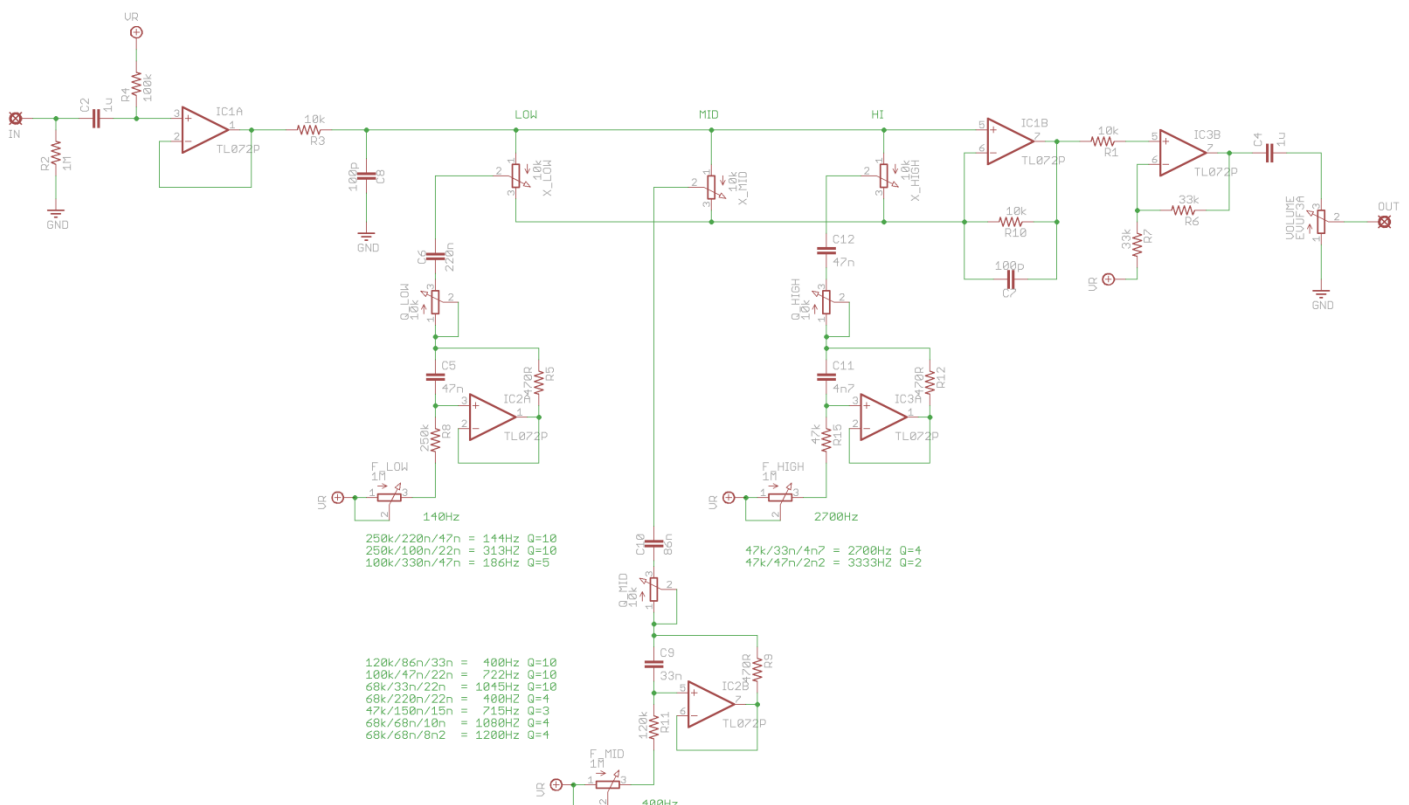 VR
R4
100k
C2
1u
IN
R2
1M
GND
3
2
1
IC1A
TL072P
10k
R3
100p
C8
GND
LOW
MID
HI
1
2
3
10k
X_LOW
1
2
3
10k
X_MID
1
2
3
10k
X_HIGH
5
6
7
IC1B
TL072P
10k
R10
100p
C7
10k
R1
5
6
7
IC3B
TL072P
33k
R6
33k
R7
VR
C4
1u
VOLUME
EVUF3A
3
2
1
OUT
GND
C6
220n
Q_LOW
10k
3
2
1
C5
47n
470R
R5
IC2A
3
2
1
TL072P
250k
R8
F_LOW
1M
1
3
2
VR
140Hz
250k/220n/47n = 144Hz Q=10
250k/100n/22n = 313HZ Q=10
100k/330n/47n = 186Hz Q=5
C12
47n
Q_HIGH
10k
3
2
1
C11
4n7
470R
R12
IC3A
3
2
1
TL072P
47k
R15
F_HIGH
1M
1
3
2
VR
2700Hz
47k/33n/4n7 = 2700Hz Q=4
47k/47n/2n2 = 3333HZ Q=2
C10
86n
Q_MID
10k
3
2
1
C9
33n
470R
R9
IC2B
5
6
7
TL072P
120k
R11
F_MID
1M
1
3
2
VR
400Hz
120k/86n/33n =  400Hz Q=10
100k/47n/22n =  722Hz Q=10
68k/33n/22n  = 1045Hz Q=10
68k/220n/22n =  400HZ Q=4
47k/150n/15n =  715Hz Q=3
68k/68n/10n  = 1080HZ Q=4
68k/68n/8n2  = 1200Hz Q=4